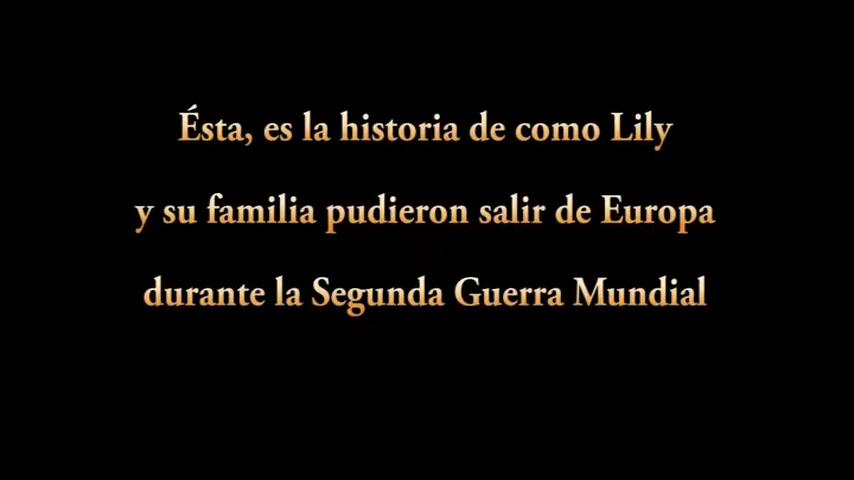 Ésta, es la historia de como Lily
y su familia pudieron salir de Europa
durante la Segunda Guerra Mundial